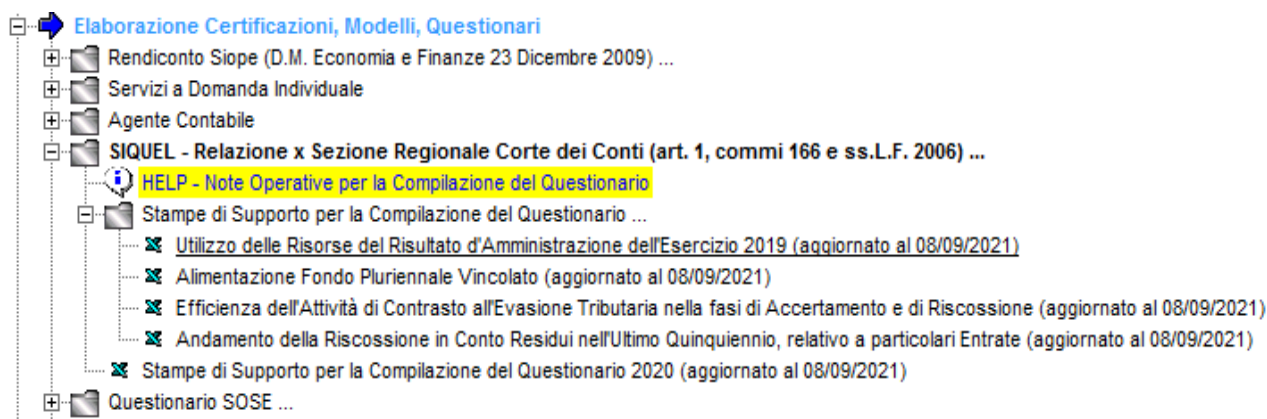 Elaborazione Certificazioni, Modelli, Questionari
Rendiconto Siope (D.M. Economia e Finanze 23 Dicembre 2009) ...
Servizi a Domanda Individuale
Agente Contabile
SIQUEL - Relazione x Sezione Regionale Corte dei Conti (art. 1, commi 166 e ss.L.F. 2006) ...
HELP - Note Operative per la Compilazione del Questionario
Stampe di Supporto per la Compilazione del Questionario ...
Utilizzo delle Risorse del Risultato d'Amministrazione dell'Esercizio 2019 (aggiornato al 08/09/2021)
Alimentazione Fondo Pluriennale Vincolato (aggiornato al 08/09/2021)
Efficienza dell'Attività di Contrasto all'Evasione Tributaria nella fasi di Accertamento e di Riscossione (aggiornato al 08/09/2021)
Andamento della Riscossione in Conto Residui nell'Ultimo Quinquiennio, relativo a particolari Entrate (aggiornato al 08/09/2021)
Stampe di Supporto per la Compilazione del Questionario 2020 (aggiornato al 08/09/2021)
Questionario SOSE ...